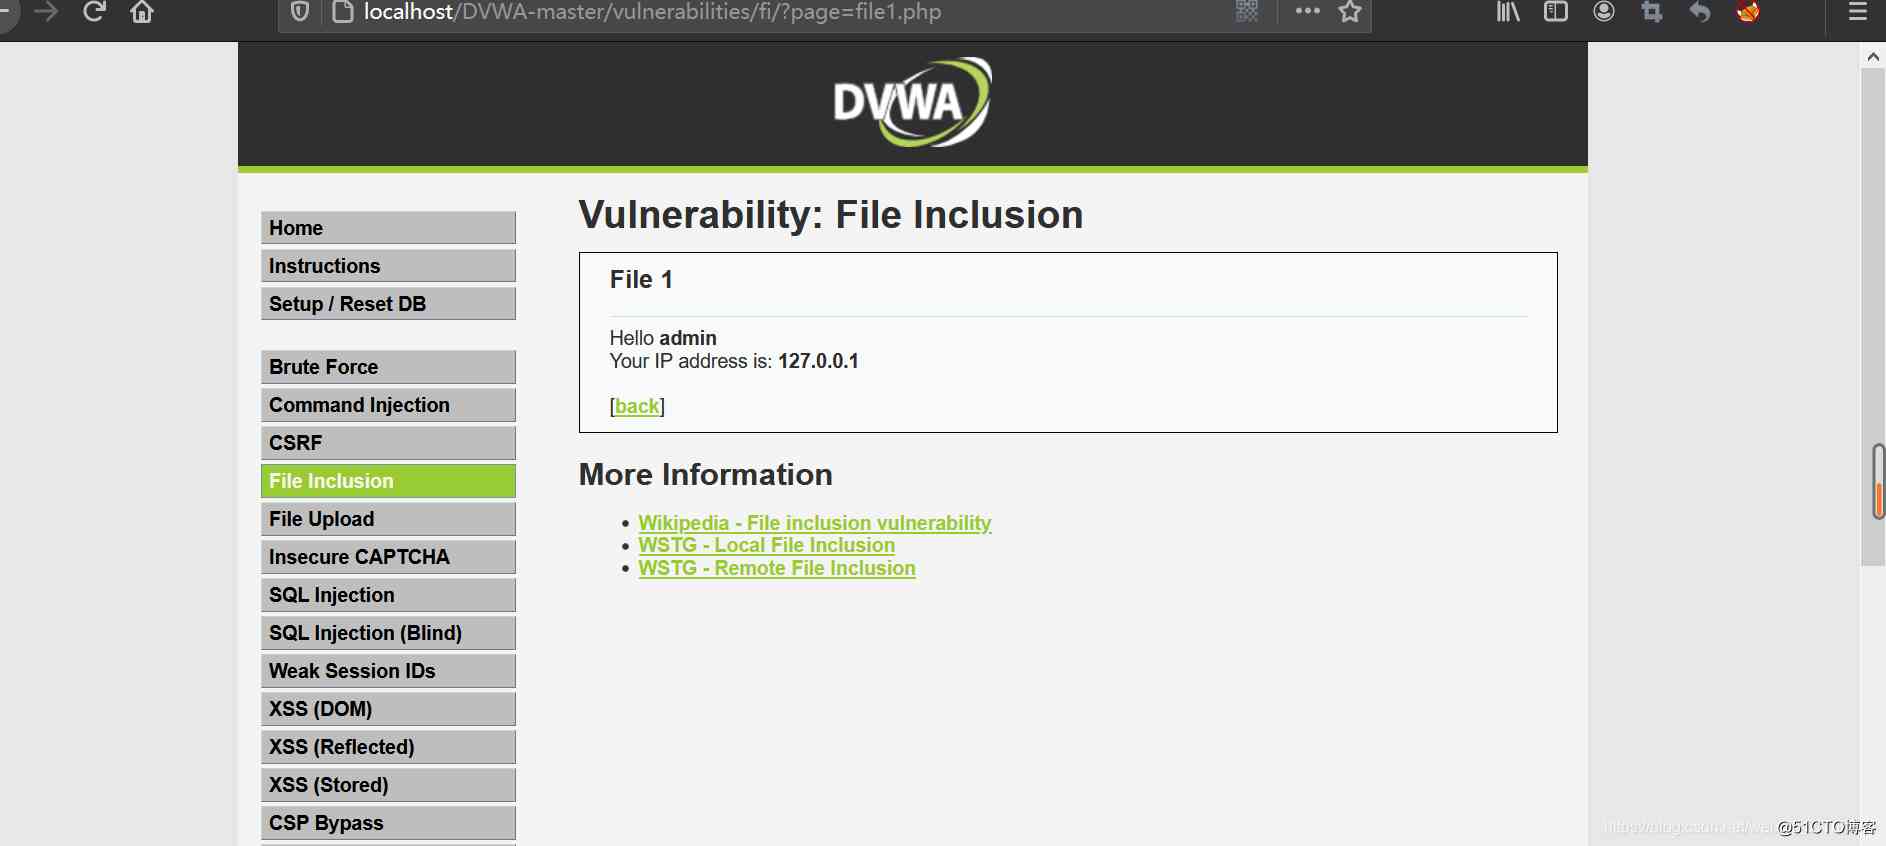 localhost/DVWA-master/vulnerabilities/fi/?page=file1.php
DVWA
Home
Instructions
Setup / Reset DB
Brute Force
Command Injection
CSRF
File Inclusion
File Upload
Insecure CAPTCHA
SQL Injection
SQL Injection (Blind)
Weak Session IDs
XSS (DOM)
XSS (Reflected)
XSS (Stored)
CSP Bypass
Vulnerability: File Inclusion
File 1
Hello admin
Your IP address is: 127.0.0.1
[back]
More Information
Wikipedia - File inclusion vulnerability
WSTG - Local File Inclusion
WSTG - Remote File Inclusion
@51CTO博客